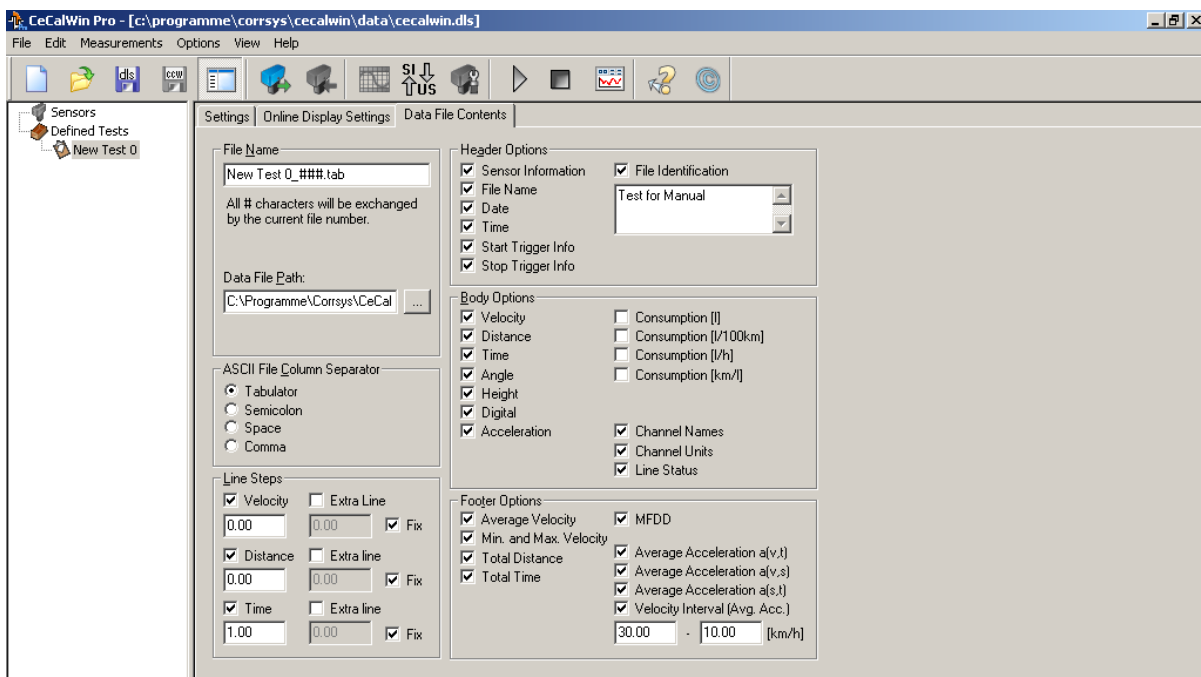 CeCalWin Pro - [c:\programme\corrsys\cecalwin\data\cecalwin.dls]
File Edit Measurements Options View Help
dls ccw SI US
Sensors
Defined Tests
New Test 0
Settings Online Display Settings Data File Contents
File Name
New Test 0_###.tab
All # characters will be exchanged
by the current file number.
Data File Path:
C:\Programme\Corrsys\CeCal ...
ASCII File Column Separator
Tabulator
Semicolon
Space
Comma
Line Steps
Velocity Extra Line
0.00 0.00 Fix
Distance Extra line
0.00 0.00 Fix
Time Extra line
1.00 0.00 Fix
Header Options
Sensor Information File Identification
File Name Test for Manual
Date
Time
Start Trigger Info
Stop Trigger Info
Body Options
Velocity Consumption [l]
Distance Consumption [l/100km]
Time Consumption [l/h]
Angle Consumption [km/l]
Height
Digital
Acceleration Channel Names
Channel Units
Line Status
Footer Options
Average Velocity MFDD
Min. and Max. Velocity
Total Distance Average Acceleration a(v,t)
Total Time Average Acceleration a(v,s)
Average Acceleration a(s,t)
Velocity Interval (Avg. Acc.)
30.00 - 10.00 [km/h]